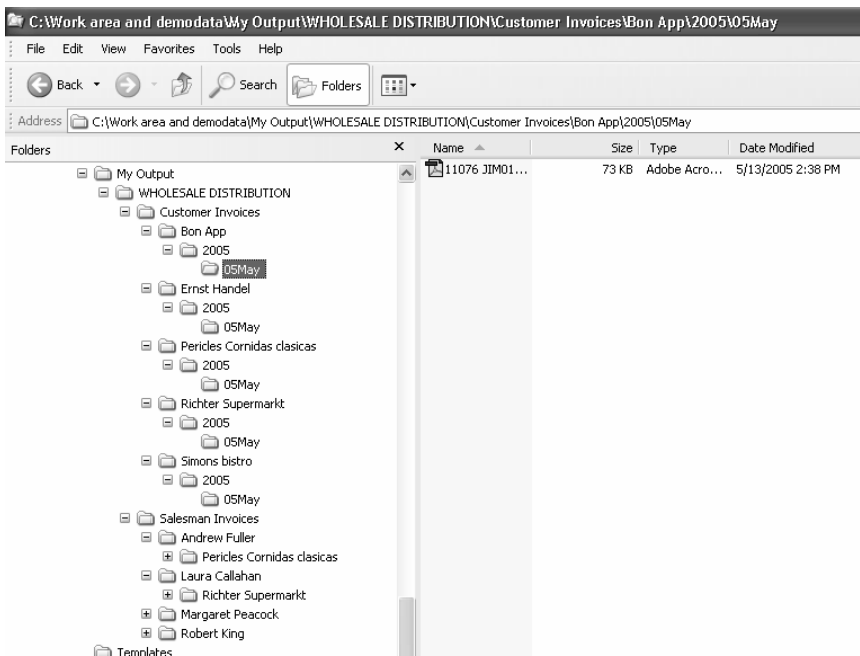 C:\Work area and demodata\My Output\WHOLESALE DISTRIBUTION\Customer Invoices\Bon App\2005\05May
File Edit View Favorites Tools Help
Back Search Folders
Address C:\Work area and demodata\My Output\WHOLESALE DISTRIBUTION\Customer Invoices\Bon App\2005\05May
Folders x Name Size Type Date Modified
My Output
WHOLESALE DISTRIBUTION
Customer Invoices
Bon App
2005
05May
Ernst Handel
2005
05May
Pericles Cornidas clasicas
2005
05May
Richter Supermarkt
2005
05May
Simons bistro
2005
05May
Salesman Invoices
Andrew Fuller
Pericles Cornidas clasicas
Laura Callahan
Richter Supermarkt
Margaret Peacock
Robert King
Templates
11076 JIM01... 73 KB Adobe Acro... 5/13/2005 2:38 PM